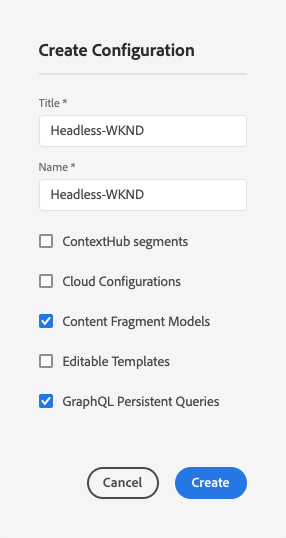 Create Configuration
Title *
Headless-WKND
Name *
Headless-WKND
ContextHub segments
Cloud Configurations
Content Fragment Models
Editable Templates
GraphQL Persistent Queries
Cancel
Create